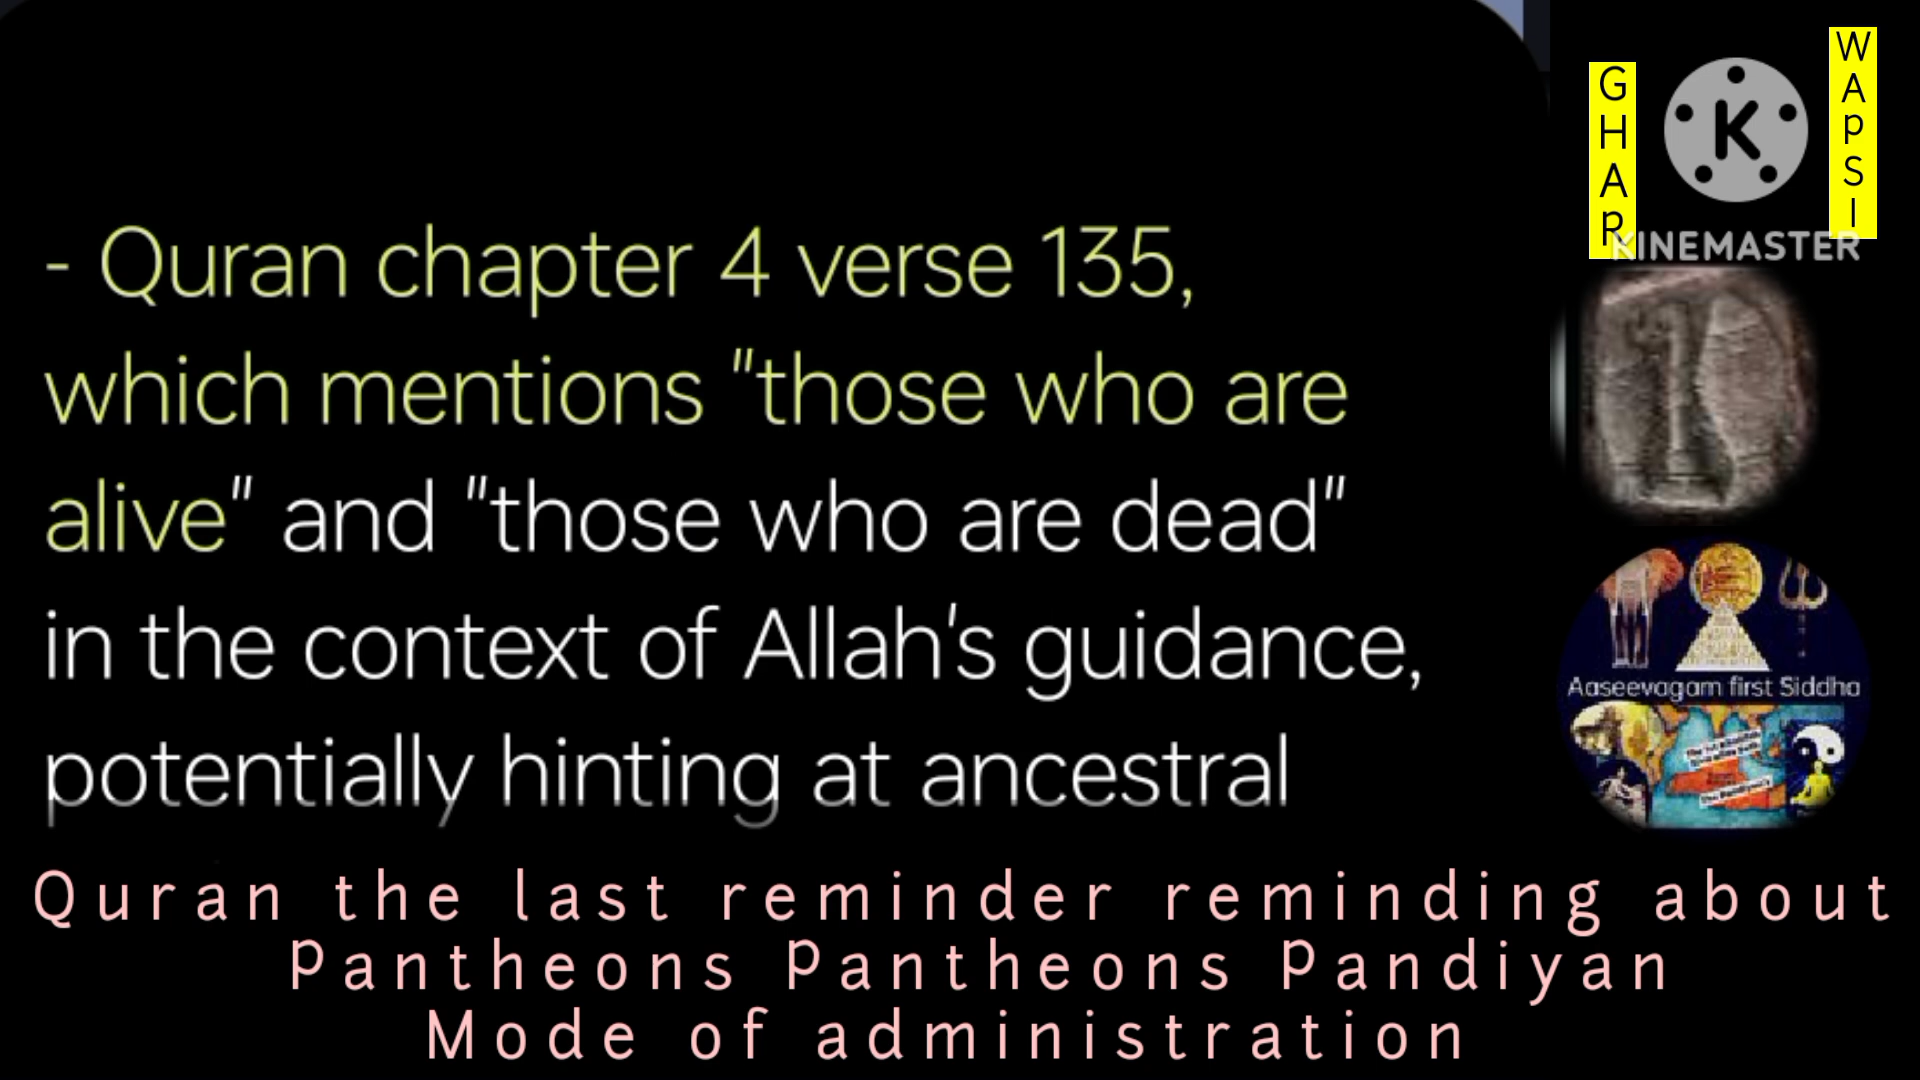 - Quran chapter 4 verse 135,
which mentions "those who are
alive" and "those who are dead"
in the context of Allah's guidance,
potentially hinting at ancestral
GHAR
WAPSI
K
KINEMASTER
Aaseevagam first Siddha
Quran the last reminder reminding about
Pantheons Pantheons Pandiyan
Mode of administration